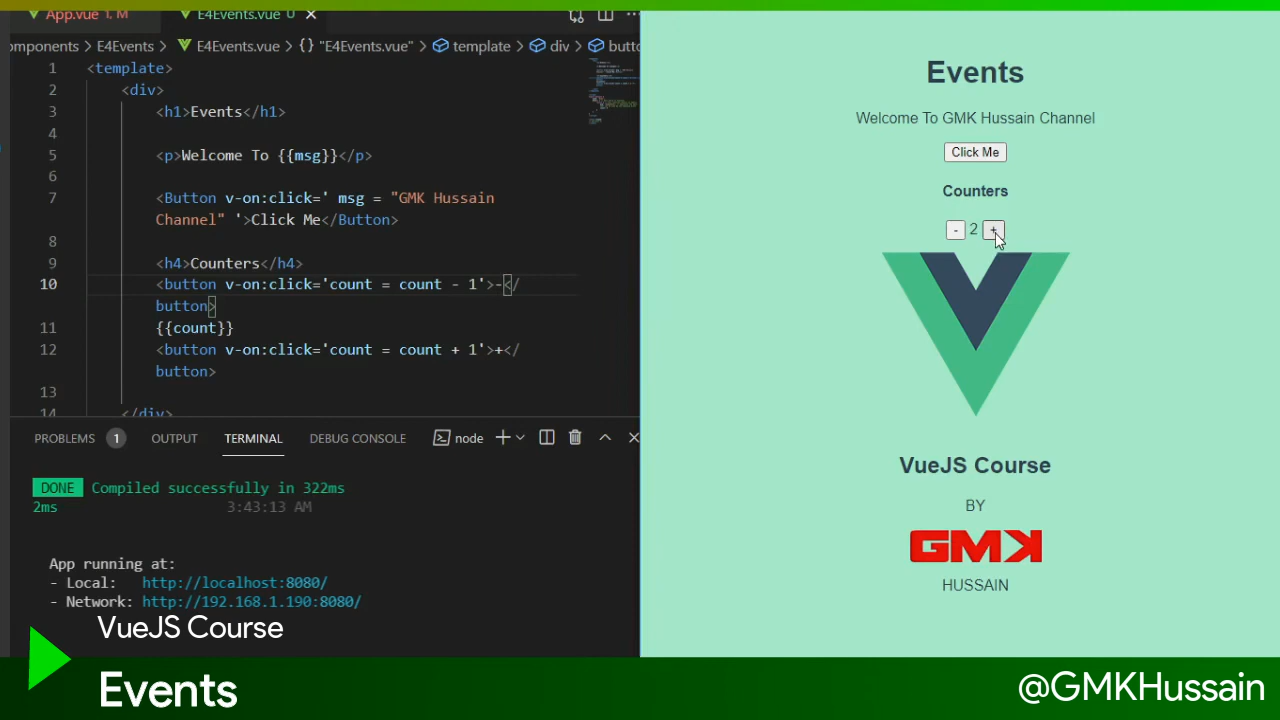 App.vue 1, M
E4Events.vue U
omponents > E4Events > E4Events.vue > {} "E4Events.vue" > template > div > butto
1 <template>
2 <div>
3 <h1>Events</h1>
4
5 <p>Welcome To {{msg}}</p>
6
7 <Button v-on:click=' msg = "GMK Hussain
Channel" '>Click Me</Button>
8
9 <h4>Counters</h4>
10 <button v-on:click='count = count - 1'>-</
button>
11 {{count}}
12 <button v-on:click='count = count + 1'>+</
button>
13
14 </div>
PROBLEMS 1 OUTPUT TERMINAL DEBUG CONSOLE node
DONE Compiled successfully in 322ms
2ms 3:43:13 AM
App running at:
- Local: http://localhost:8080/
- Network: http://192.168.1.190:8080/
Events
Welcome To GMK Hussain Channel
Click Me
Counters
- 2 +
VueJS Course
BY
GMK
HUSSAIN
VueJS Course
Events
@GMKHussain